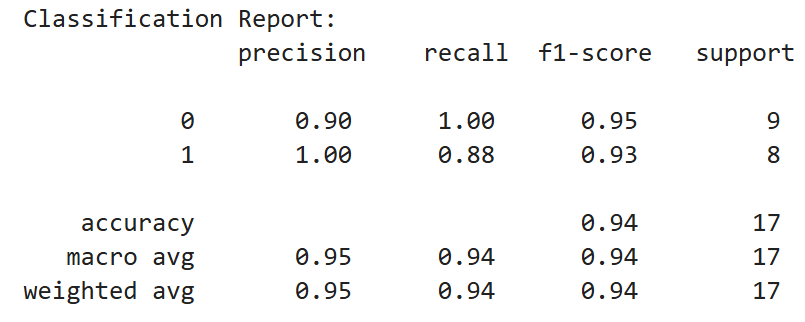 Classification Report:
precision recall f1-score support
0 0.90 1.00 0.95 9
1 1.00 0.88 0.93 8
accuracy 0.94 17
macro avg 0.95 0.94 0.94 17
weighted avg 0.95 0.94 0.94 17